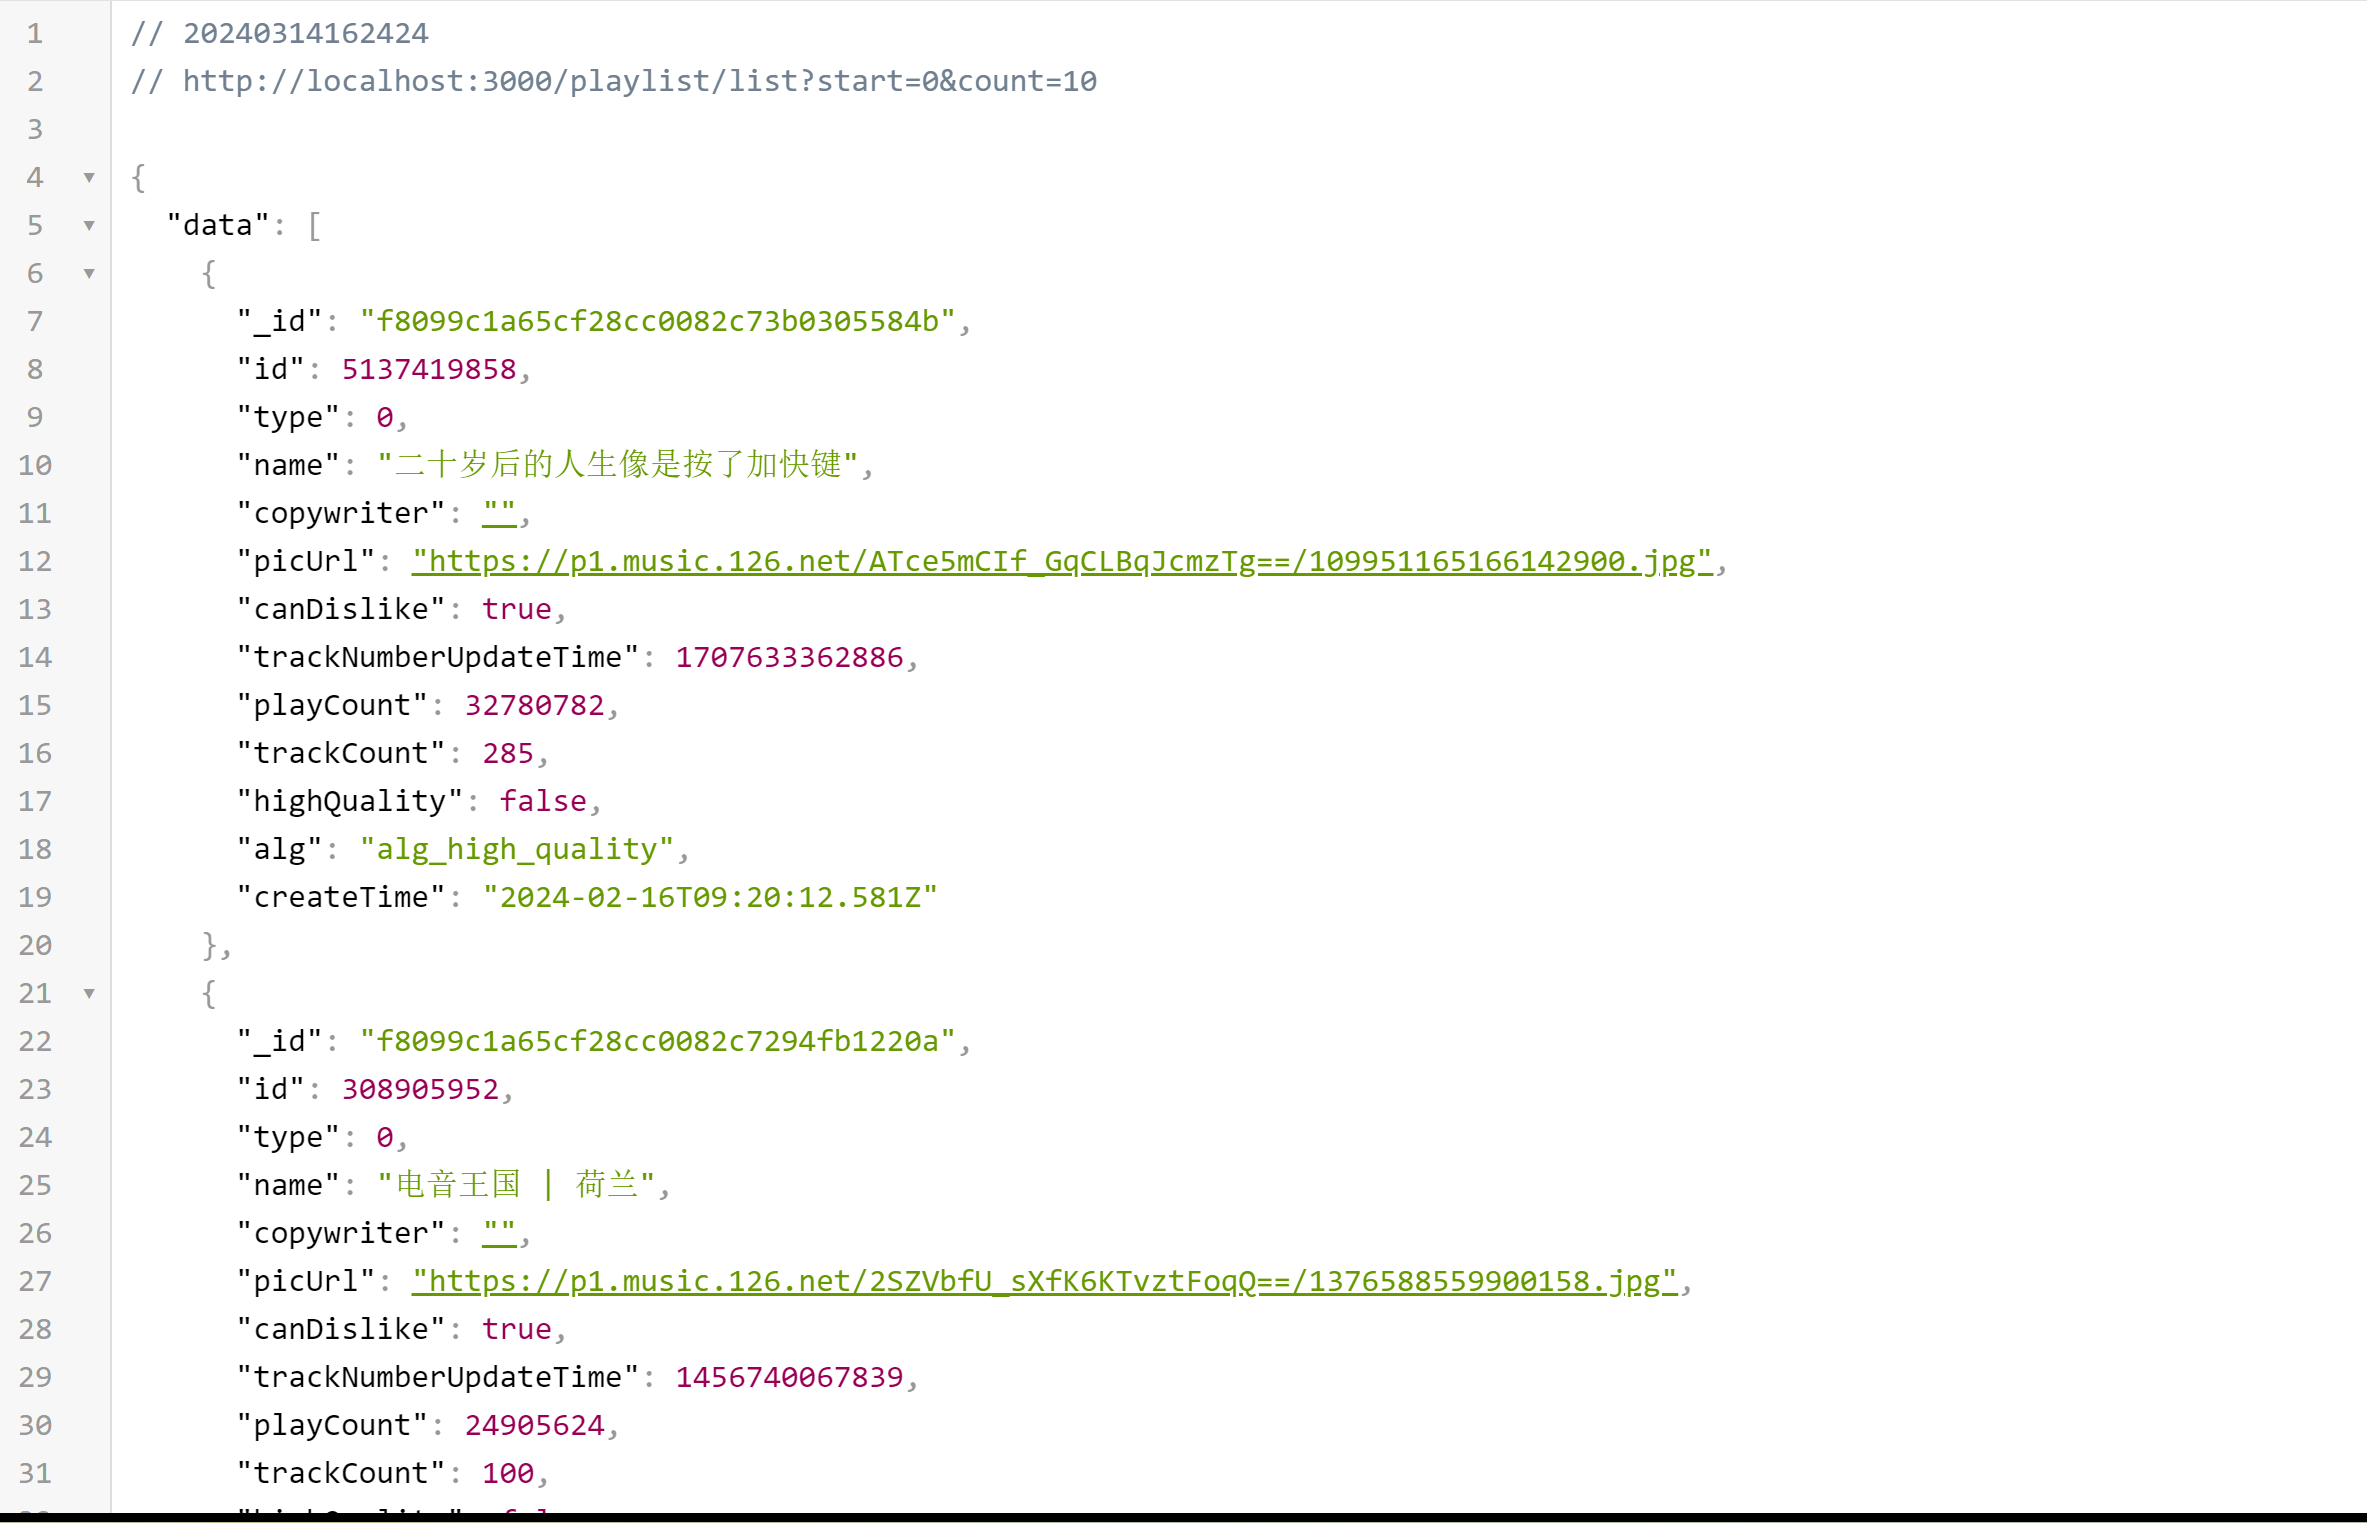 1 // 20240314162424
2 // http://localhost:3000/playlist/list?start=0&count=10
3
4 {
5 "data": [
6 {
7 "_id": "f8099c1a65cf28cc0082c73b0305584b",
8 "id": 5137419858,
9 "type": 0,
10 "name": "二十岁后的人生像是按了加快键",
11 "copywriter": "",
12 "picUrl": "https://p1.music.126.net/ATce5mCIf_GqCLBqJcmzTg==/109951165166142900.jpg",
13 "canDislike": true,
14 "trackNumberUpdateTime": 1707633362886,
15 "playCount": 32780782,
16 "trackCount": 285,
17 "highQuality": false,
18 "alg": "alg_high_quality",
19 "createTime": "2024-02-16T09:20:12.581Z"
20 },
21 {
22 "_id": "f8099c1a65cf28cc0082c7294fb1220a",
23 "id": 308905952,
24 "type": 0,
25 "name": "电音王国 | 荷兰",
26 "copywriter": "",
27 "picUrl": "https://p1.music.126.net/2SZVbfU_sXfK6KTvztFoqQ==/1376588559900158.jpg",
28 "canDislike": true,
29 "trackNumberUpdateTime": 1456740067839,
30 "playCount": 24905624,
31 "trackCount": 100,